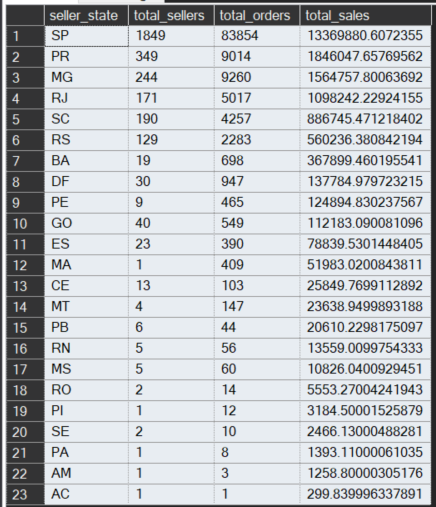 seller_state total_sellers total_orders total_sales
1 SP 1849 83854 13369880.6072355
2 PR 349 9014 1846047.65769562
3 MG 244 9260 1564757.80063692
4 RJ 171 5017 1098242.22924155
5 SC 190 4257 886745.471218402
6 RS 129 2283 560236.380842194
7 BA 19 698 367899.460195541
8 DF 30 947 137784.979723215
9 PE 9 465 124894.830237567
10 GO 40 549 112183.090081096
11 ES 23 390 78839.5301448405
12 MA 1 409 51983.0200843811
13 CE 13 103 25849.7699112892
14 MT 4 147 23638.9499893188
15 PB 6 44 20610.2298175097
16 RN 5 56 13559.0099754333
17 MS 5 60 10826.0400929451
18 RO 2 14 5553.27004241943
19 PI 1 12 3184.50001525879
20 SE 2 10 2466.13000488281
21 PA 1 8 1393.11000061035
22 AM 1 3 1258.80000305176
23 AC 1 1 299.839996337891